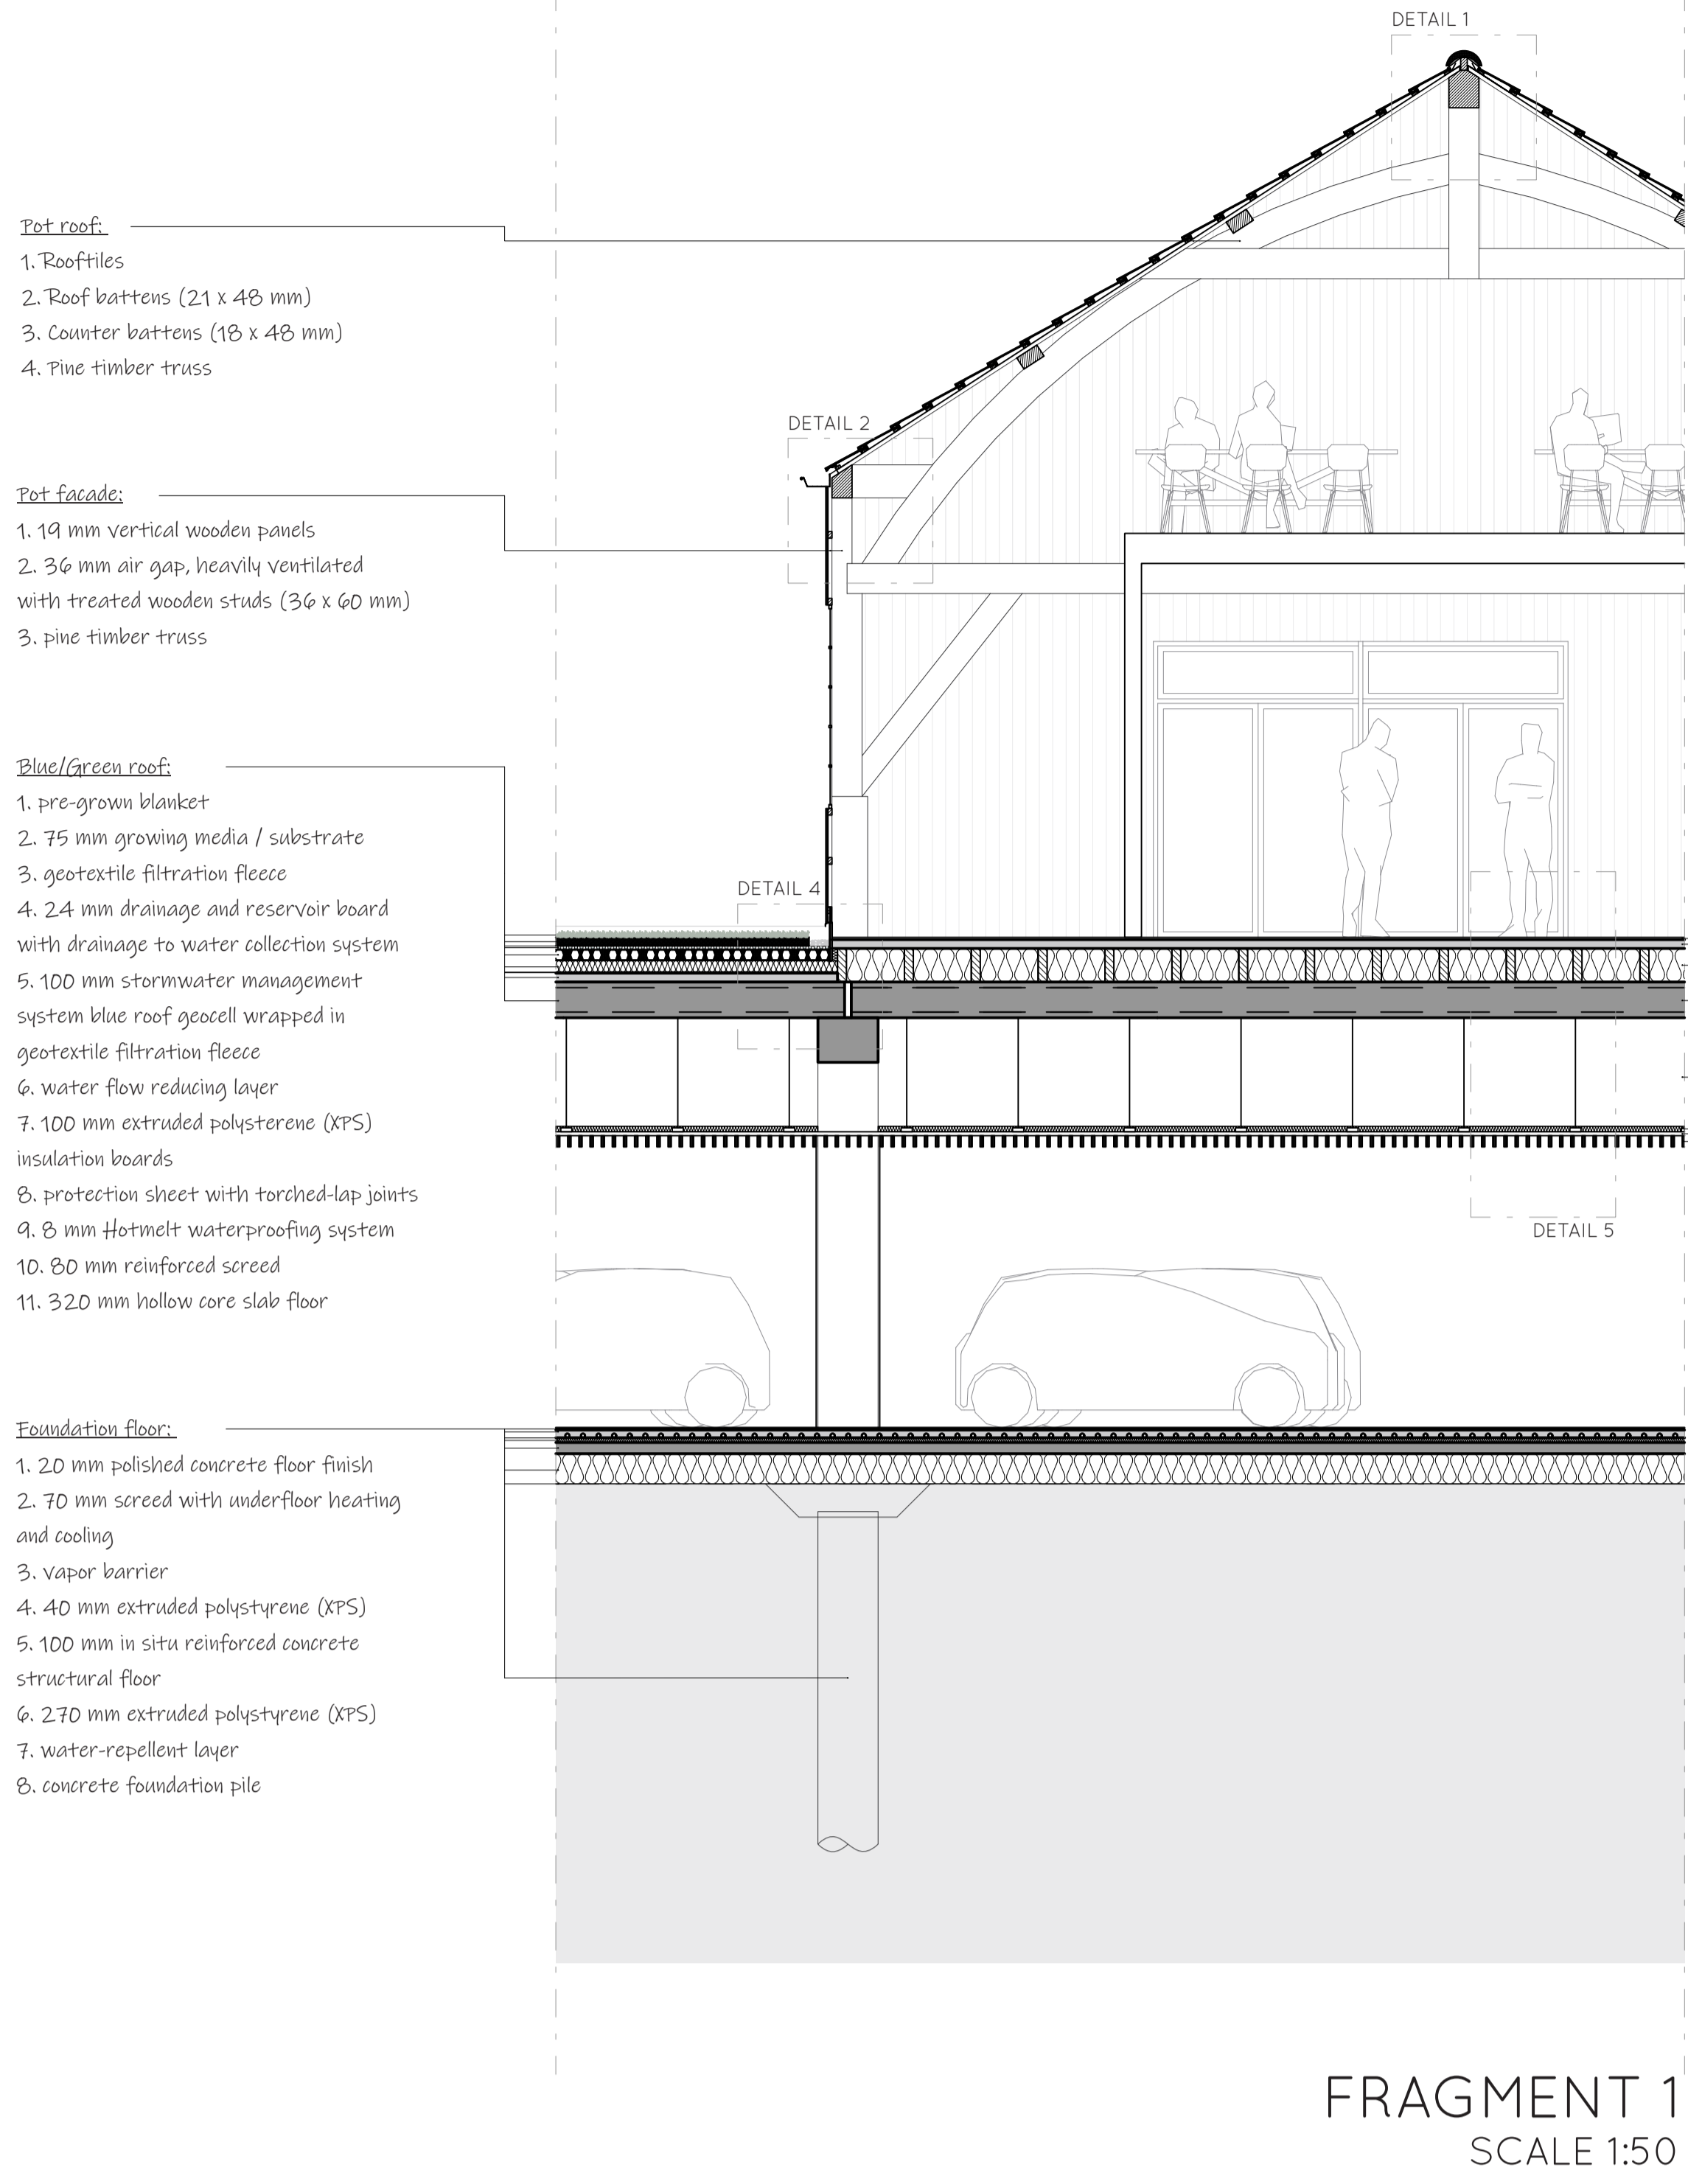 DETAIL 1
Pot roof:
1. Rooftiles
2. Roof battens (21 x 48 mm)
3. Counter battens (18 x 48 mm)
4. Pine timber truss
DETAIL 2
Pot facade:
1. 19 mm vertical wooden panels
2. 36 mm air gap, heavily ventilated
with treated wooden studs (36 x 60 mm)
3. pine timber truss
Blue/Green roof:
1. pre-grown blanket
2. 75 mm growing media / substrate
3. geotextile filtration fleece
4. 24 mm drainage and reservoir board
with drainage to water collection system
5. 100 mm stormwater management
system blue roof geocell wrapped in
geotextile filtration fleece
6. water flow reducing layer
7. 100 mm extruded polysterene (XPS)
insulation boards
8. protection sheet with torched-lap joints
9. 8 mm Hotmelt waterproofing system
10. 80 mm reinforced screed
11. 320 mm hollow core slab floor
DETAIL 4
DETAIL 5
Foundation floor:
1. 20 mm polished concrete floor finish
2. 70 mm screed with underfloor heating
and cooling
3. vapor barrier
4. 40 mm extruded polystyrene (XPS)
5. 100 mm in situ reinforced concrete
structural floor
6. 270 mm extruded polystyrene (XPS)
7. water-repellent layer
8. concrete foundation pile
FRAGMENT 1
SCALE 1:50